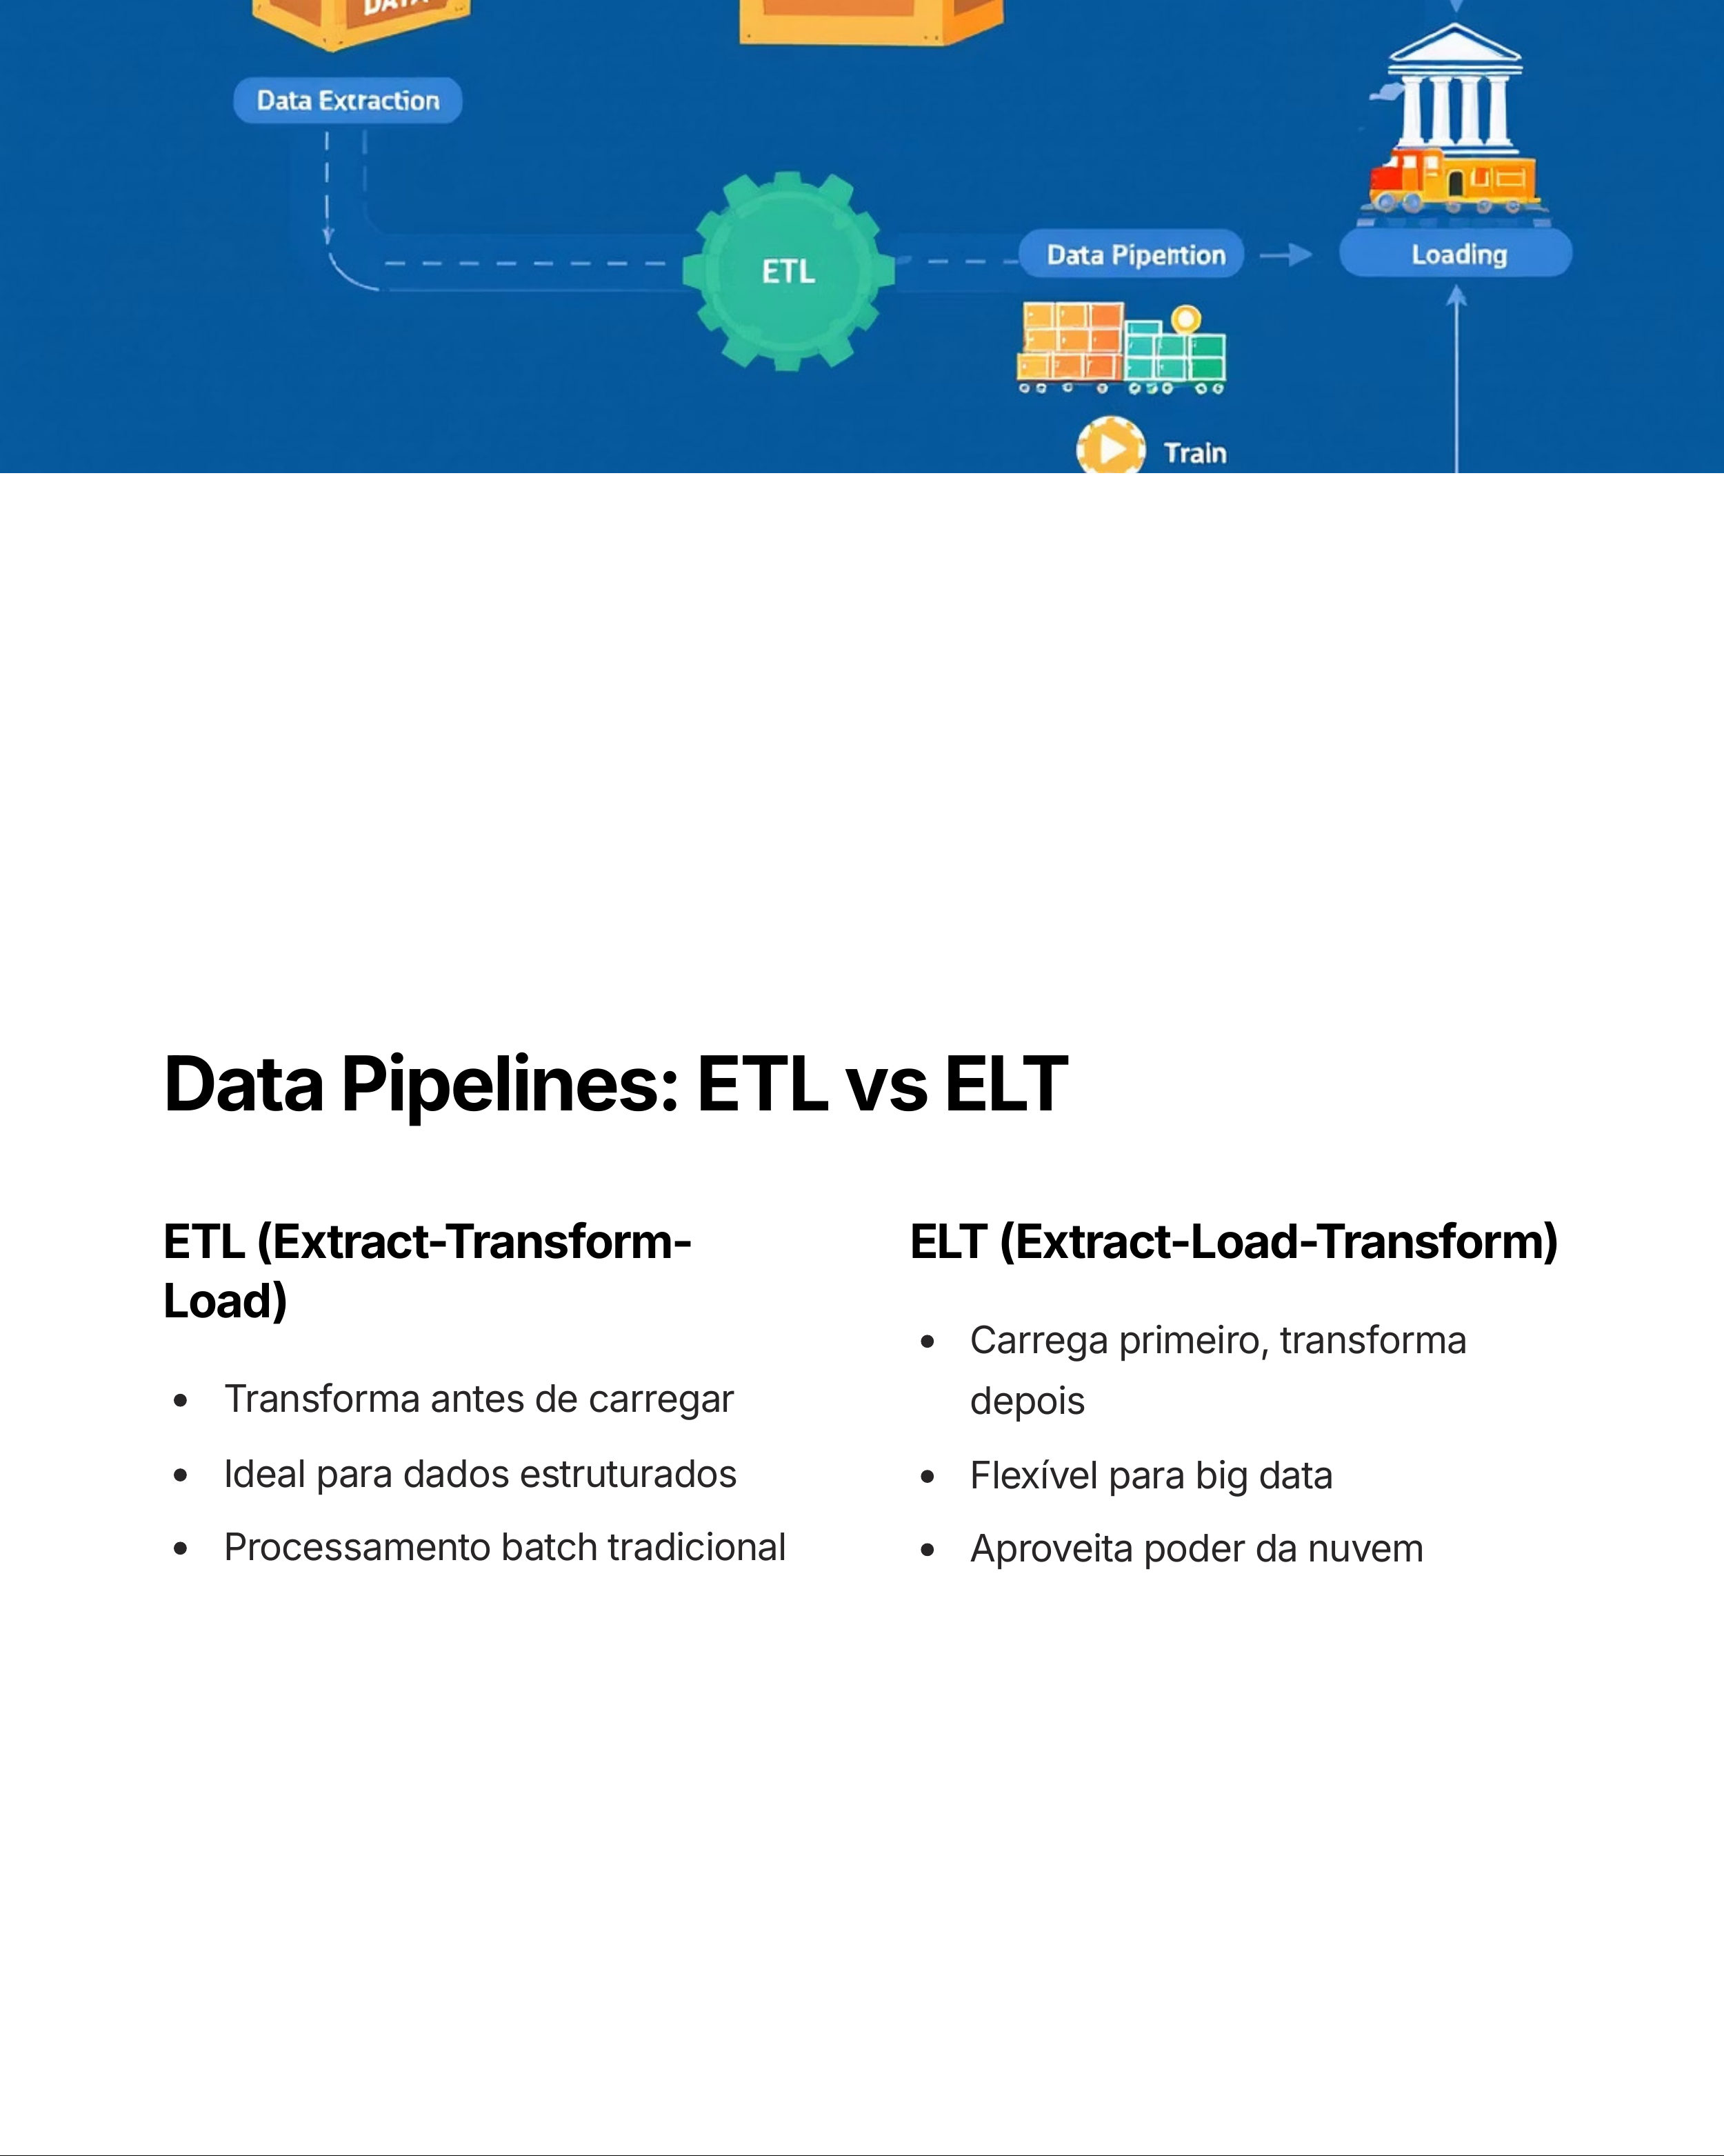 Data Extraction
ETL
Data Pipention
Loading
Train
Data Pipelines: ETL vs ELT
ETL (Extract-Transform-
Load)
• Transforma antes de carregar
• Ideal para dados estruturados
• Processamento batch tradicional
ELT (Extract-Load-Transform)
• Carrega primeiro, transforma
depois
• Flexível para big data
• Aproveita poder da nuvem